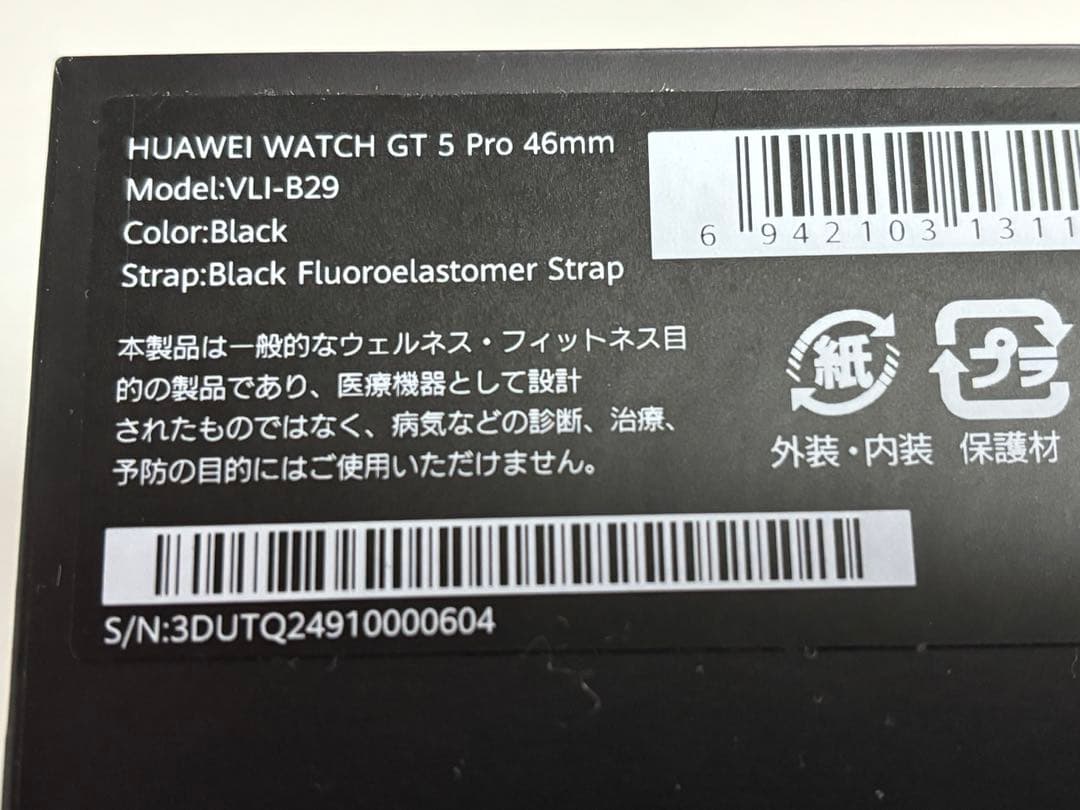 HUAWEI WATCH GT 5 Pro 46mm
Model:VLI-B29
Color:Black
Strap:Black Fluoroelastomer Strap
6 942103 1311
本製品は一般的なウェルネス・フィットネス目
的の製品であり、医療機器として設計
されたものではなく、病気などの診断、治療、
予防の目的にはご使用いただけません。
紙
外装・内装
プラ
保護材
S/N:3DUTQ24910000604